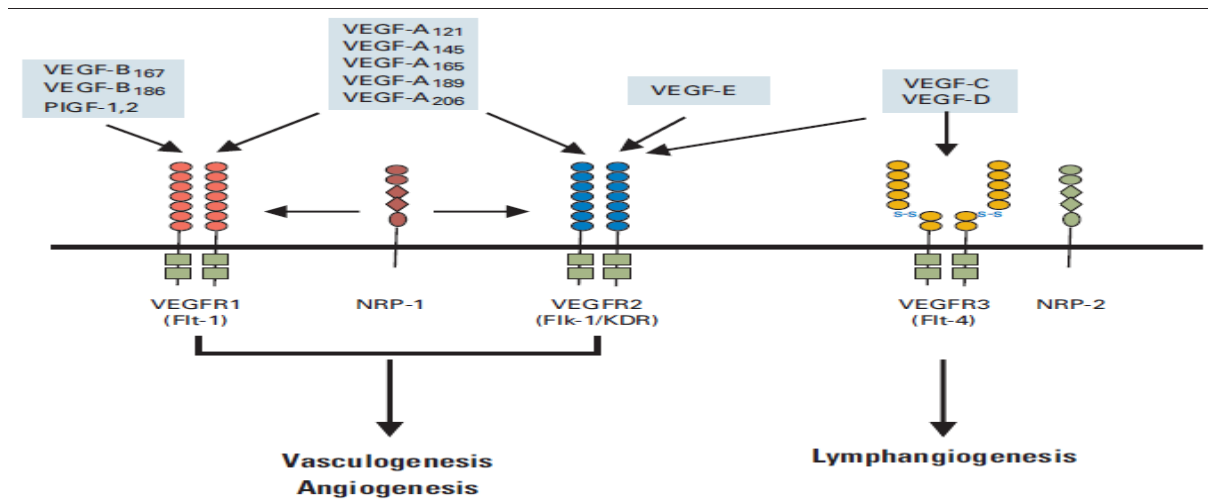 VEGF-B167
VEGF-B186
PIGF-1,2
VEGF-A121
VEGF-A145
VEGF-A165
VEGF-A189
VEGF-A206
VEGF-E
VEGF-C
VEGF-D
s-s
s-s
VEGFR1
(Flt-1)
NRP-1
VEGFR2
(Flk-1/KDR)
VEGFR3
(Flt-4)
NRP-2
Vasculogenesis
Angiogenesis
Lymphangiogenesis